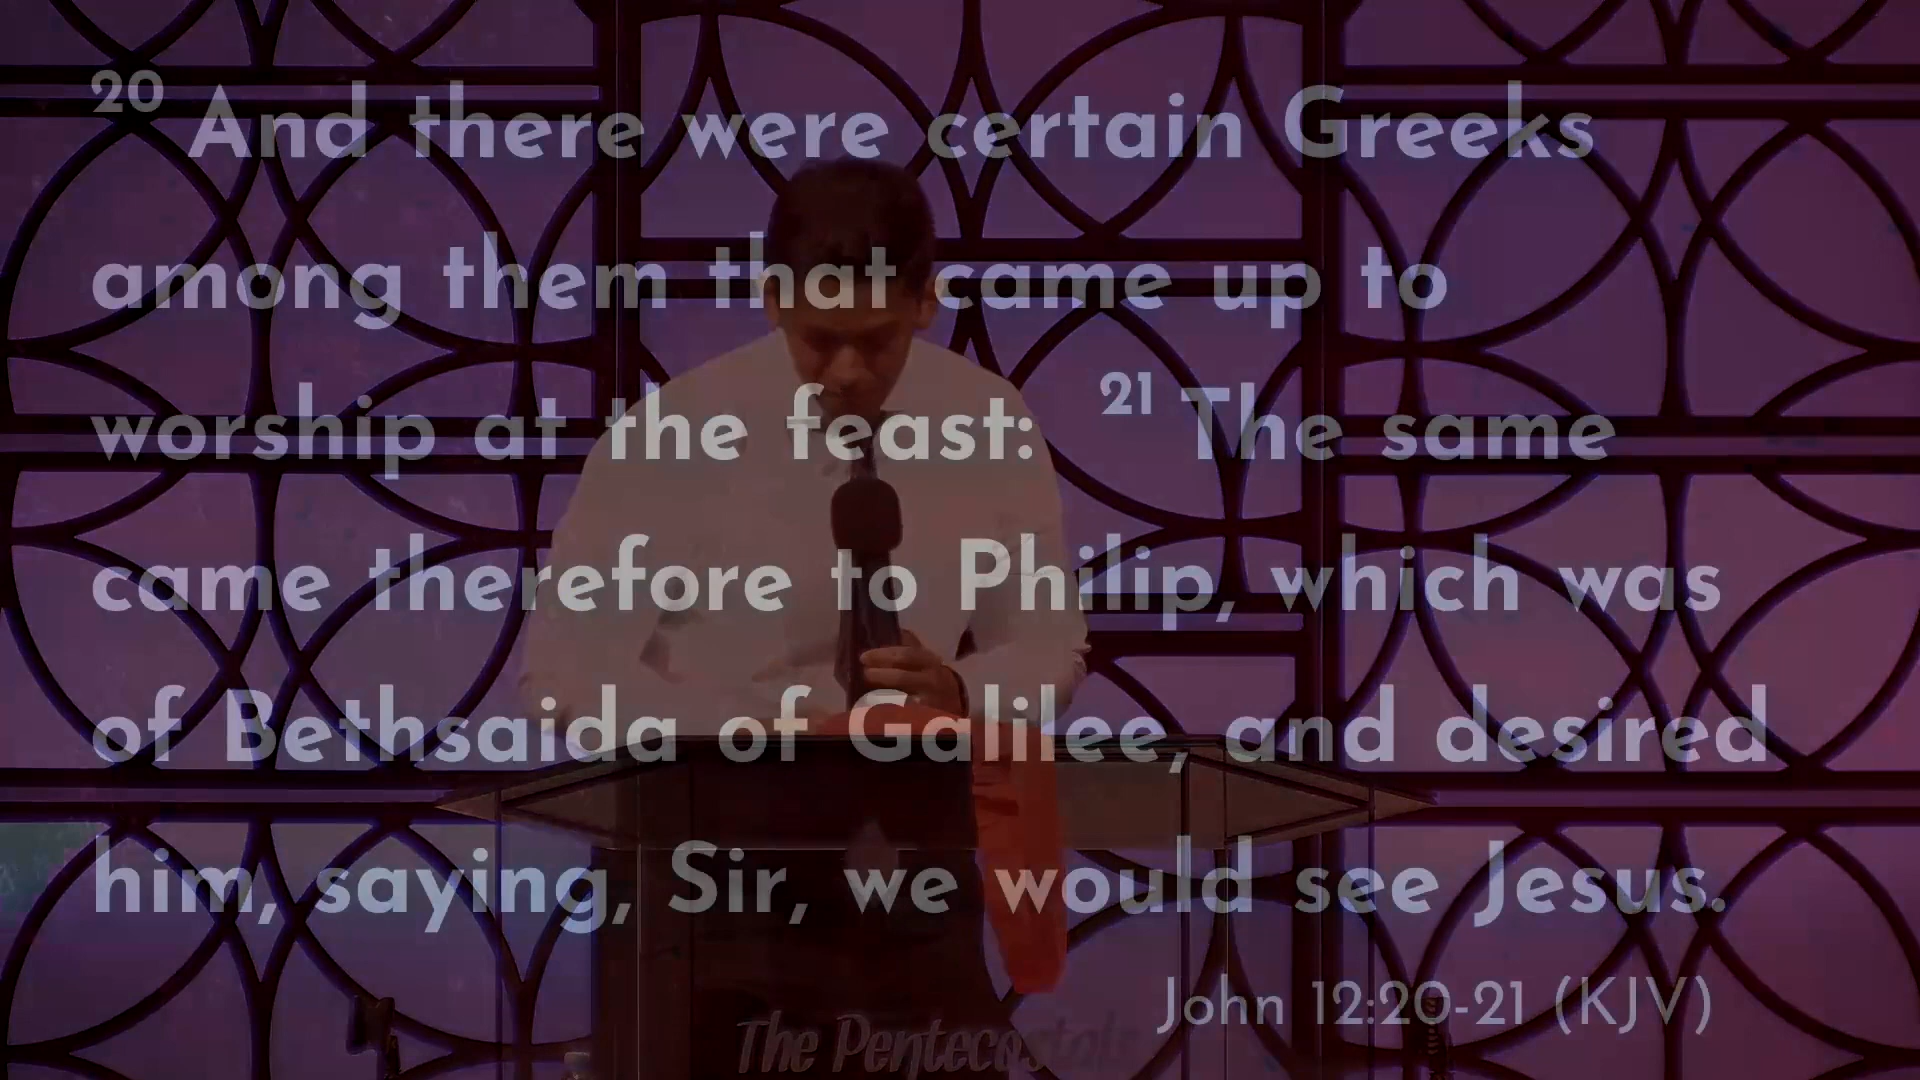 20 And there were certain Greeks
among them that came up to
worship at the feast: 21 The same
came therefore to Philip, which was
of Bethsaida of Galilee, and desired
him, saying, Sir, we would see Jesus.
John 12:20-21 (KJV)
The Pentecostals